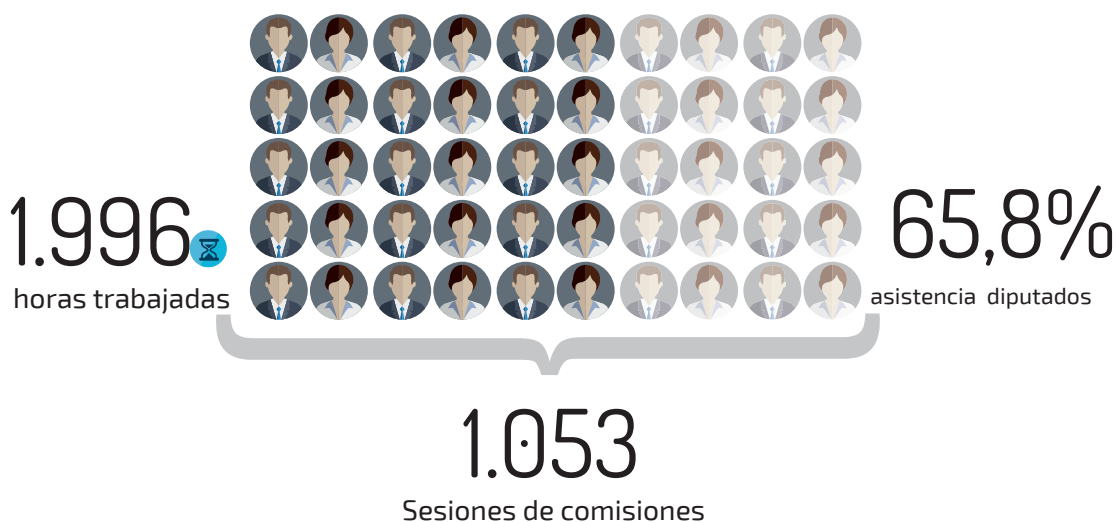 1.996
horas trabajadas
65,8%
asistencia diputados
1.053
Sesiones de comisiones